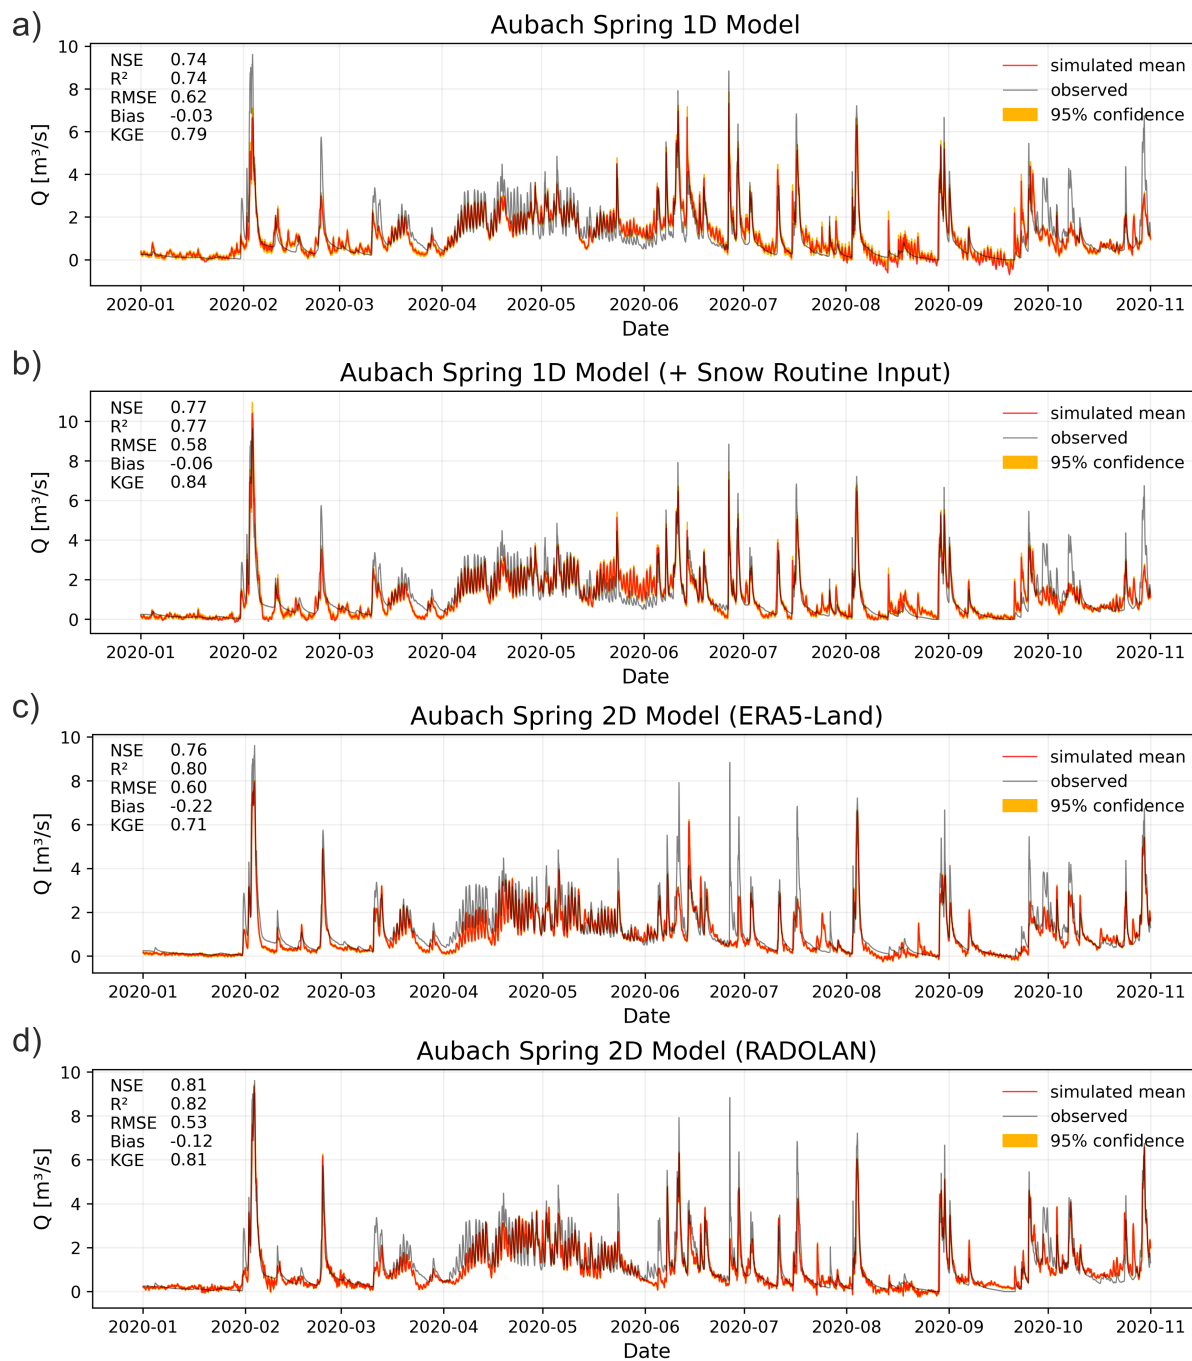 a)
Aubach Spring 1D Model
NSE 0.74
R² 0.74
RMSE 0.62
Bias -0.03
KGE 0.79
simulated mean
observed
95% confidence
Q [m³/s]
10
8
6
4
2
0
2020-01 2020-02 2020-03 2020-04 2020-05 2020-06 2020-07 2020-08 2020-09 2020-10 2020-11
Date
b)
Aubach Spring 1D Model (+ Snow Routine Input)
NSE 0.77
R² 0.77
RMSE 0.58
Bias -0.06
KGE 0.84
simulated mean
observed
95% confidence
Q [m³/s]
10
8
6
4
2
0
2020-01 2020-02 2020-03 2020-04 2020-05 2020-06 2020-07 2020-08 2020-09 2020-10 2020-11
Date
c)
Aubach Spring 2D Model (ERA5-Land)
NSE 0.76
R² 0.80
RMSE 0.60
Bias -0.22
KGE 0.71
simulated mean
observed
95% confidence
Q [m³/s]
10
8
6
4
2
0
2020-01 2020-02 2020-03 2020-04 2020-05 2020-06 2020-07 2020-08 2020-09 2020-10 2020-11
Date
d)
Aubach Spring 2D Model (RADOLAN)
NSE 0.81
R² 0.82
RMSE 0.53
Bias -0.12
KGE 0.81
simulated mean
observed
95% confidence
Q [m³/s]
10
8
6
4
2
0
2020-01 2020-02 2020-03 2020-04 2020-05 2020-06 2020-07 2020-08 2020-09 2020-10 2020-11
Date